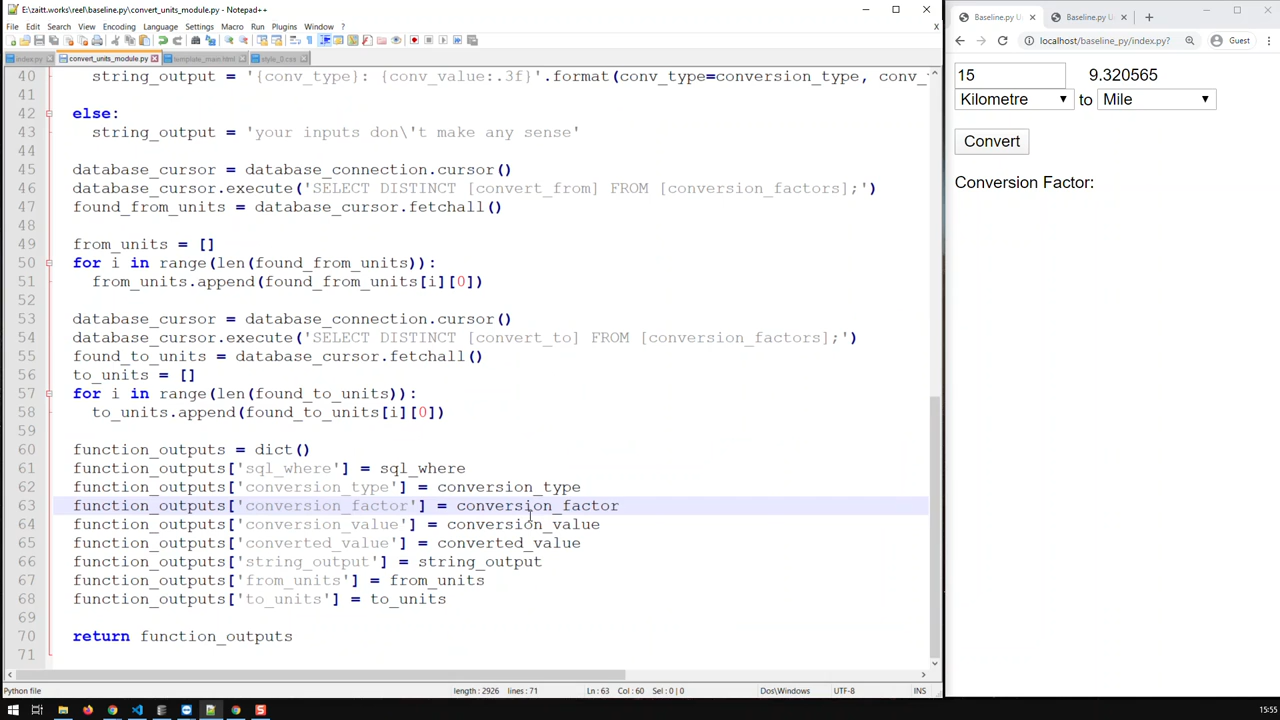 E:\zaitt.works\reel\baseline.py - Notepad++
File Edit Search View Encoding Language Settings Macro Run Plugins Window ?
index.py convert_units_module.py template_main.html style_0.css
40 string_output = '{conv_type}: {conv_value:.3f}'.format(conv_type=conversion_type, conv_
41
42 else:
43 string_output = 'your inputs don\'t make any sense'
44
45 database_cursor = database_connection.cursor()
46 database_cursor.execute('SELECT DISTINCT [convert_from] FROM [conversion_factors];')
47 found_from_units = database_cursor.fetchall()
48
49 from_units = []
50 for i in range(len(found_from_units)):
51 from_units.append(found_from_units[i][0])
52
53 database_cursor = database_connection.cursor()
54 database_cursor.execute('SELECT DISTINCT [convert_to] FROM [conversion_factors];')
55 found_to_units = database_cursor.fetchall()
56 to_units = []
57 for i in range(len(found_to_units)):
58 to_units.append(found_to_units[i][0])
59
60 function_outputs = dict()
61 function_outputs['sql_where'] = sql_where
62 function_outputs['conversion_type'] = conversion_type
63 function_outputs['conversion_factor'] = conversion_factor
64 function_outputs['conversion_value'] = conversion_value
65 function_outputs['converted_value'] = converted_value
66 function_outputs['string_output'] = string_output
67 function_outputs['from_units'] = from_units
68 function_outputs['to_units'] = to_units
69
70 return function_outputs
71
Python file length : 2926 lines : 71 Ln : 63 Col : 60 Sel : 0 | 0 Dos\Windows UTF-8 INS
Baseline.py U Baseline.py U
localhost/baseline_py/index.py? Guest
15 9.320565
Kilometre to Mile
Convert
Conversion Factor:
15:55